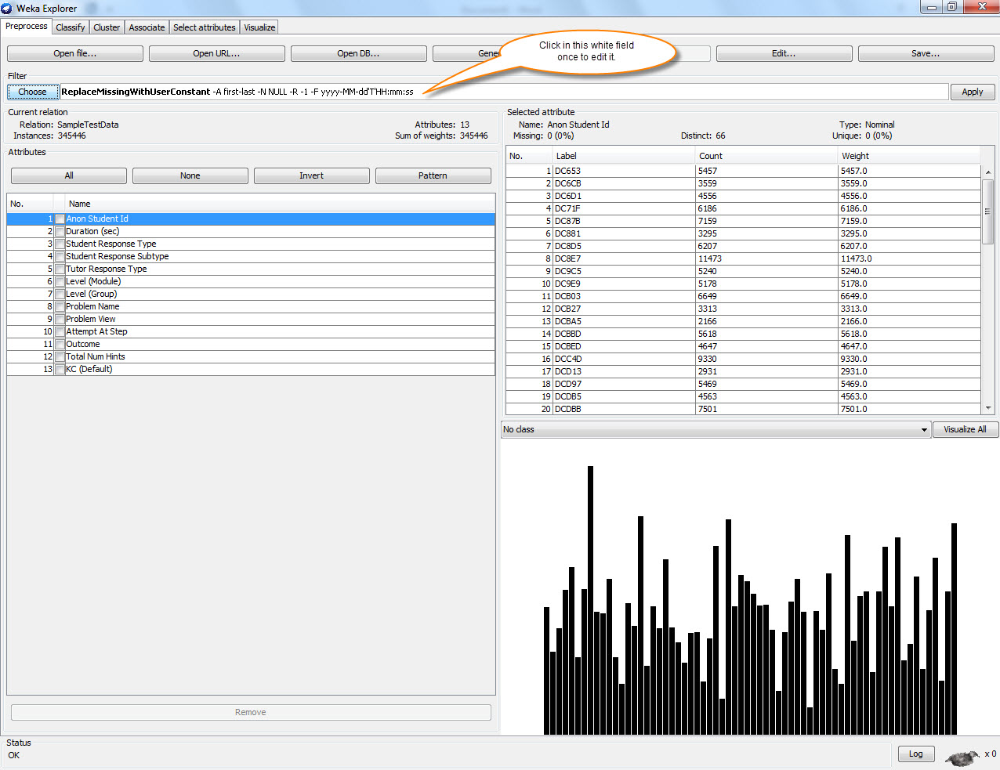 Weka Explorer
Preprocess Classify Cluster Associate Select attributes Visualize
Open file... Open URL... Open DB... Gene Edit... Save...
Click in this white field
once to edit it.
Filter
Choose ReplaceMissingWithUserConstant -A first-last -N NULL -R -1 -F yyyy-MM-dd'T'HH:mm:ss Apply
Current relation
Relation: SampleTestData Attributes: 13
Instances: 345446 Sum of weights: 345446
Attributes
All None Invert Pattern
No. Name
1 Anon Student Id
2 Duration (sec)
3 Student Response Type
4 Student Response Subtype
5 Tutor Response Type
6 Level (Module)
7 Level (Group)
8 Problem Name
9 Problem View
10 Attempt At Step
11 Outcome
12 Total Num Hints
13 KC (Default)
Remove
Selected attribute
Name: Anon Student Id Type: Nominal
Missing: 0 (0%) Distinct: 66 Unique: 0 (0%)
No. Label Count Weight
1 DC653 5457 5457.0
2 DC6CB 3559 3559.0
3 DC6D1 4556 4556.0
4 DC71F 6186 6186.0
5 DC87B 7159 7159.0
6 DC881 3295 3295.0
7 DC8D5 6207 6207.0
8 DC8E7 11473 11473.0
9 DC9C5 5240 5240.0
10 DC9E9 5178 5178.0
11 DCB03 6649 6649.0
12 DCB27 3313 3313.0
13 DCBA5 2166 2166.0
14 DCBBD 5618 5618.0
15 DCBED 4647 4647.0
16 DCC4D 9330 9330.0
17 DCD13 2931 2931.0
18 DCD97 5469 5469.0
19 DCDB5 4563 4563.0
20 DCDBB 7501 7501.0
No class Visualize All
Status
OK
Log x 0